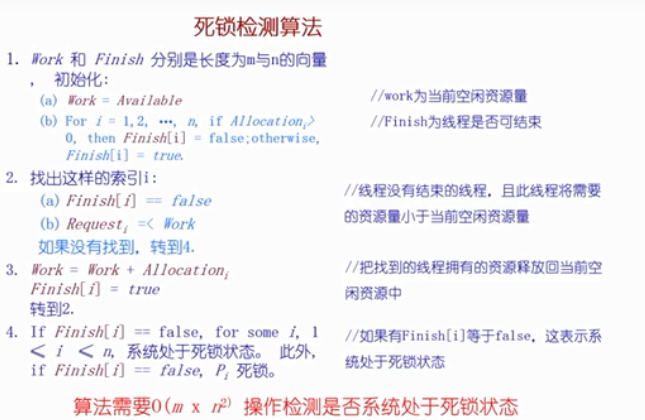 死锁检测算法
1. Work 和 Finish 分别是长度为m与n的向量
， 初始化:
(a) Work = Available
//work为当前空闲资源量
(b) For i = 1,2, …, n, if Allocationᵢ>
//Finish为线程是否可结束
0, then Finish[i] = false;otherwise,
Finish[i] = true.
2. 找出这样的索引i:
(a) Finish[i] == false
//线程没有结束的线程，且此线程将需要
(b) Requestᵢ =< Work
的资源量小于当前空闲资源量
如果没有找到，转到4.
3. Work = Work + Allocationᵢ
//把找到的线程拥有的资源释放回当前空
Finish[i] = true
闲资源中
转到2.
4. If Finish[i] == false, for some i, 1
//如果有Finish[i]等于false，这表示系
≤ i ≤ n, 系统处于死锁状态。 此外,
统处于死锁状态
if Finish[i] == false, Pᵢ 死锁。
算法需要O(m x n²) 操作检测是否系统处于死锁状态